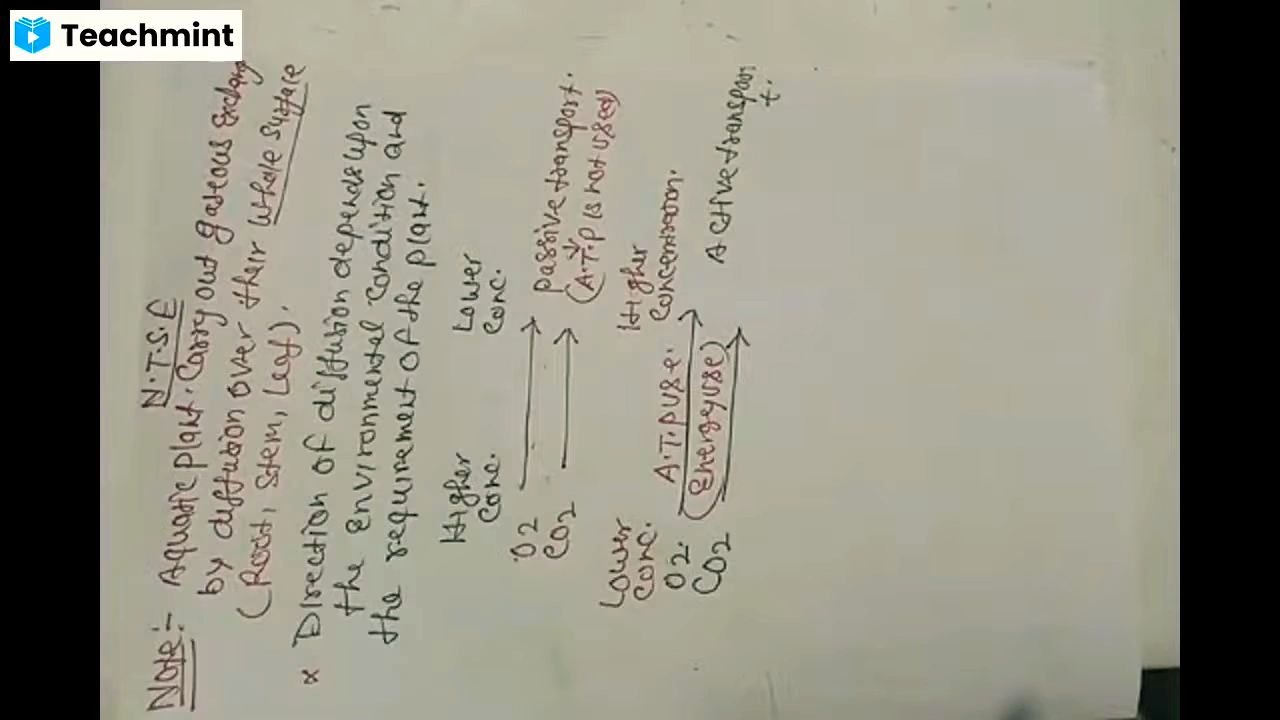 Teachmint
N.T.S.E
Note:- Aquatic plant. Carry out gaseous Exchang
by diffusion over their whole surface
(Root, Stem, Leaf).
× Direction of diffusion depends upon
the environmental condition and
the requirement of the plant.
Higher Lower
Conc. Conc.
O2
CO2 Passive transport.
(A.T.P is not used)
Lower Higher
Conc. Concentration.
O2. A.T.P use.
CO2 (Energy use) Active transpor
t.